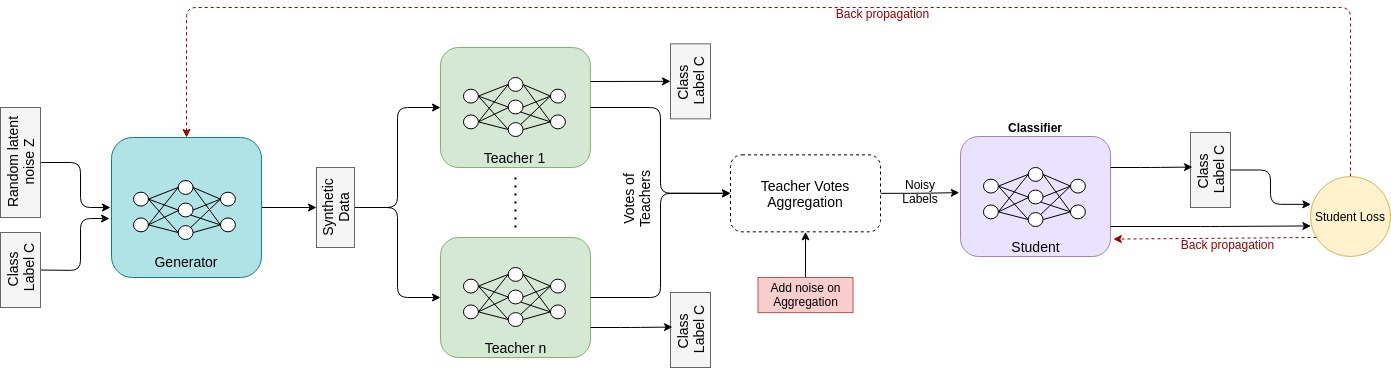 Back propagation
Random latent
noise Z
Class
Label C
Generator
Synthetic
Data
Teacher 1
Class
Label C
Teacher n
Class
Label C
Votes of
Teachers
Teacher Votes
Aggregation
Add noise on
Aggregation
Noisy
Labels
Classifier
Student
Class
Label C
Student Loss
Back propagation